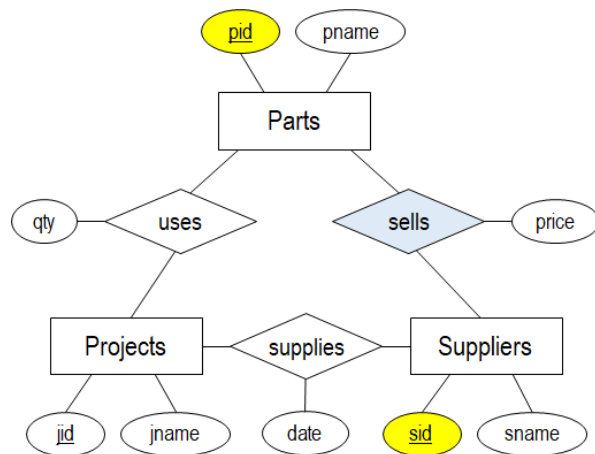 pid
pname
Parts
qty
uses
sells
price
Projects
supplies
Suppliers
jid
jname
date
sid
sname